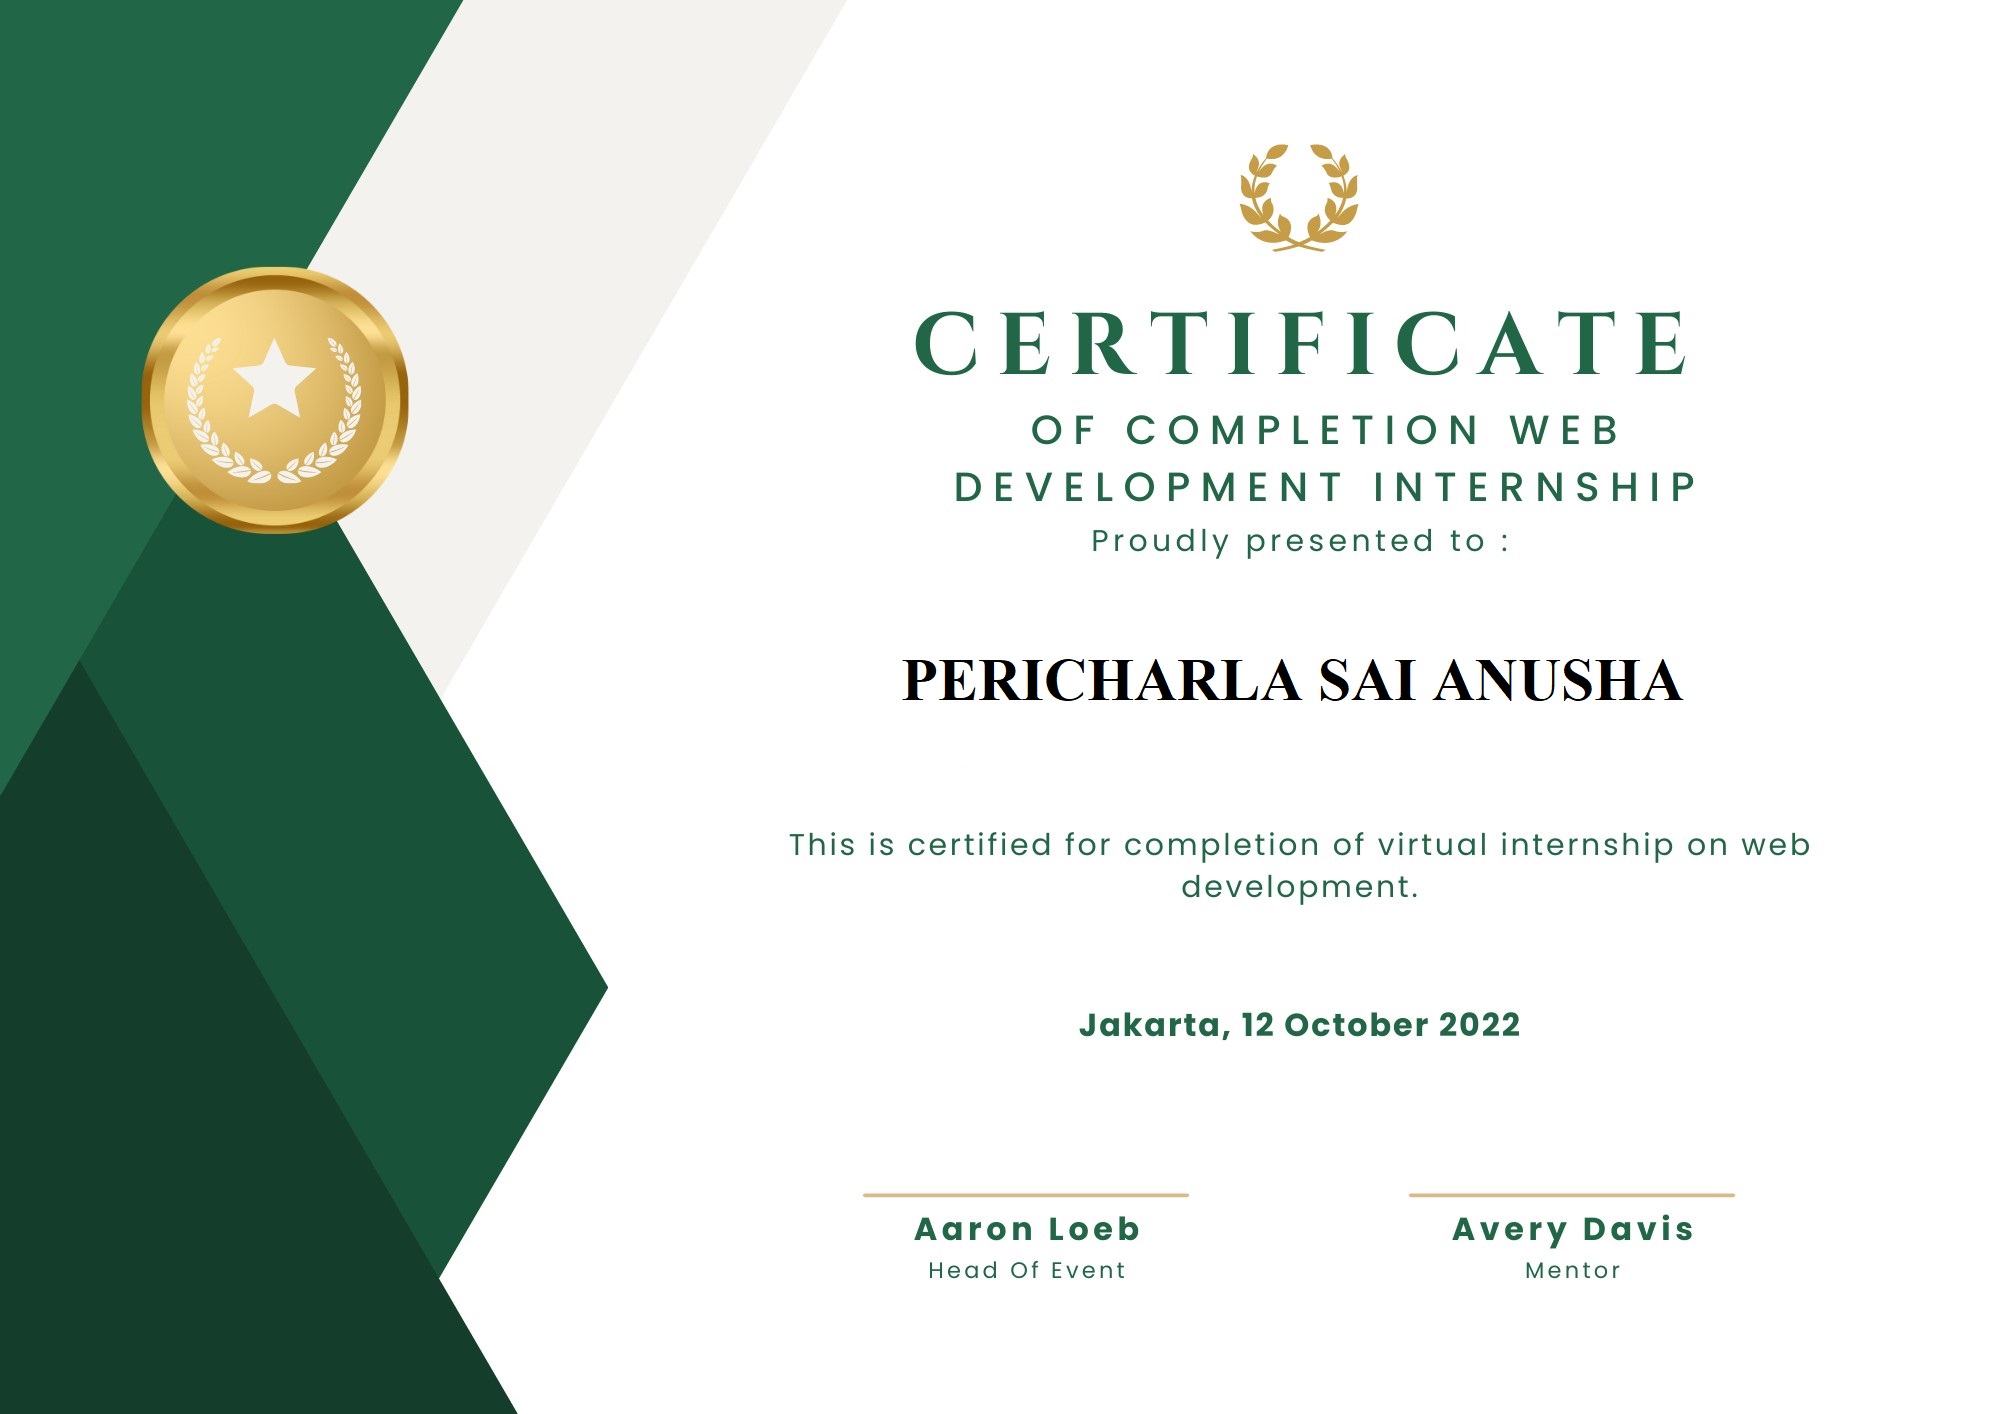 CERTIFICATE
OF COMPLETION WEB
DEVELOPMENT INTERNSHIP
Proudly presented to :
PERICHARLA SAI ANUSHA
This is certified for completion of virtual internship on web
development.
Jakarta, 12 October 2022
Aaron Loeb
Head Of Event
Avery Davis
Mentor